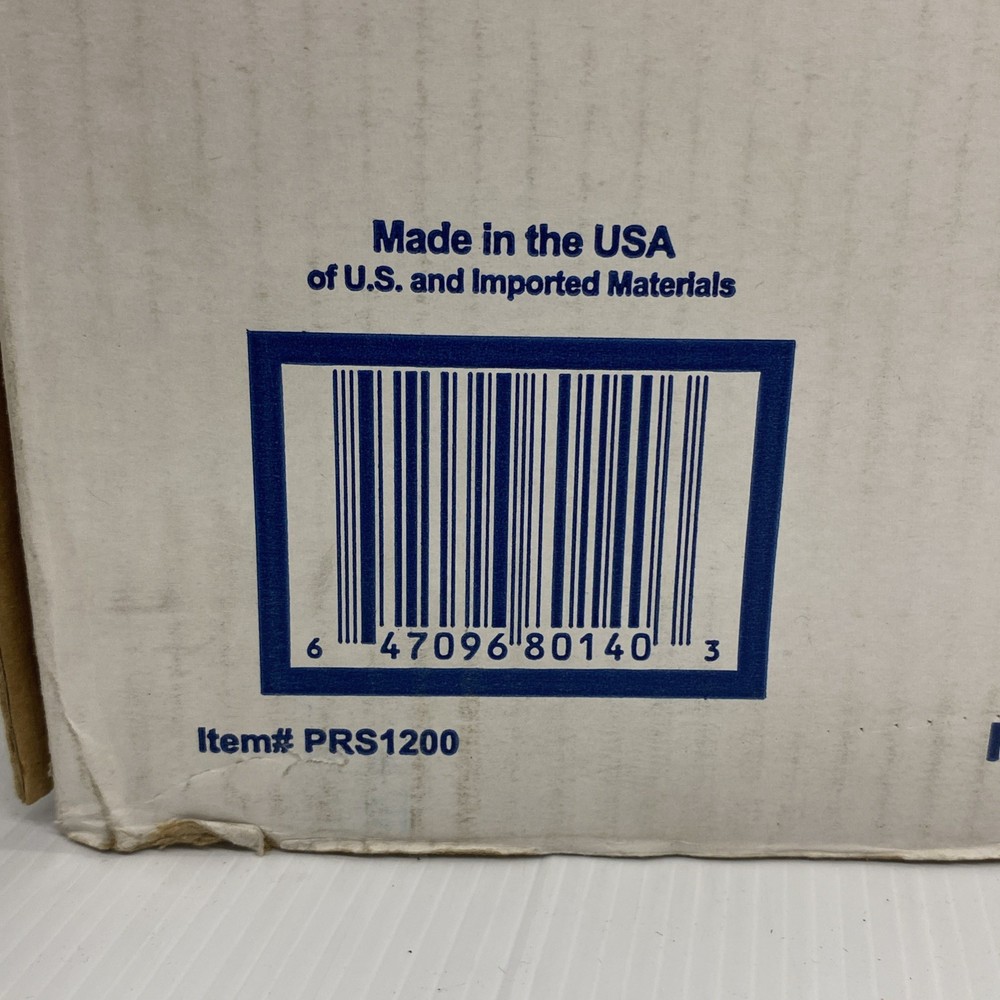 Made in the USA
of U.S. and Imported Materials
6 47096 80140 3
Item# PRS1200